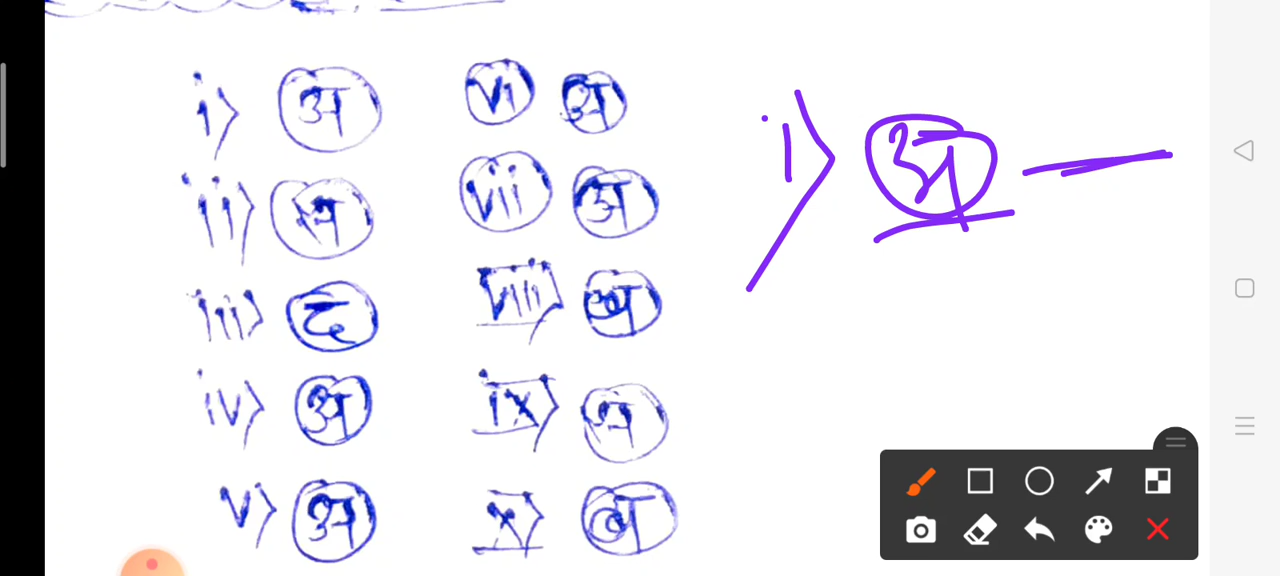 i) अ vi अ i) अ —
ii) vii अ
iii) द viii)
iv) अ ix) अ
v) अ x)